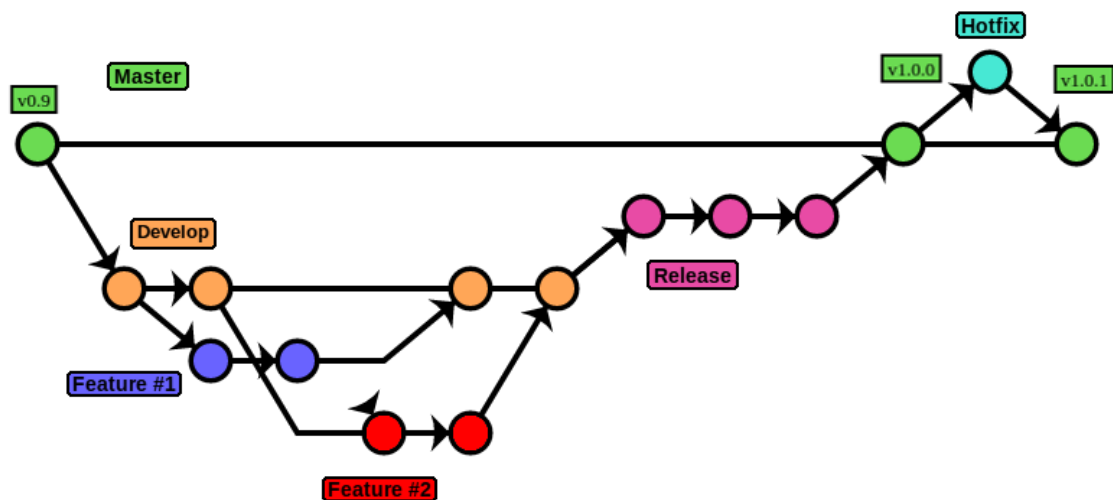 Hotfix
Master
v1.0.0
v1.0.1
v0.9
Develop
Release
Feature #1
Feature #2